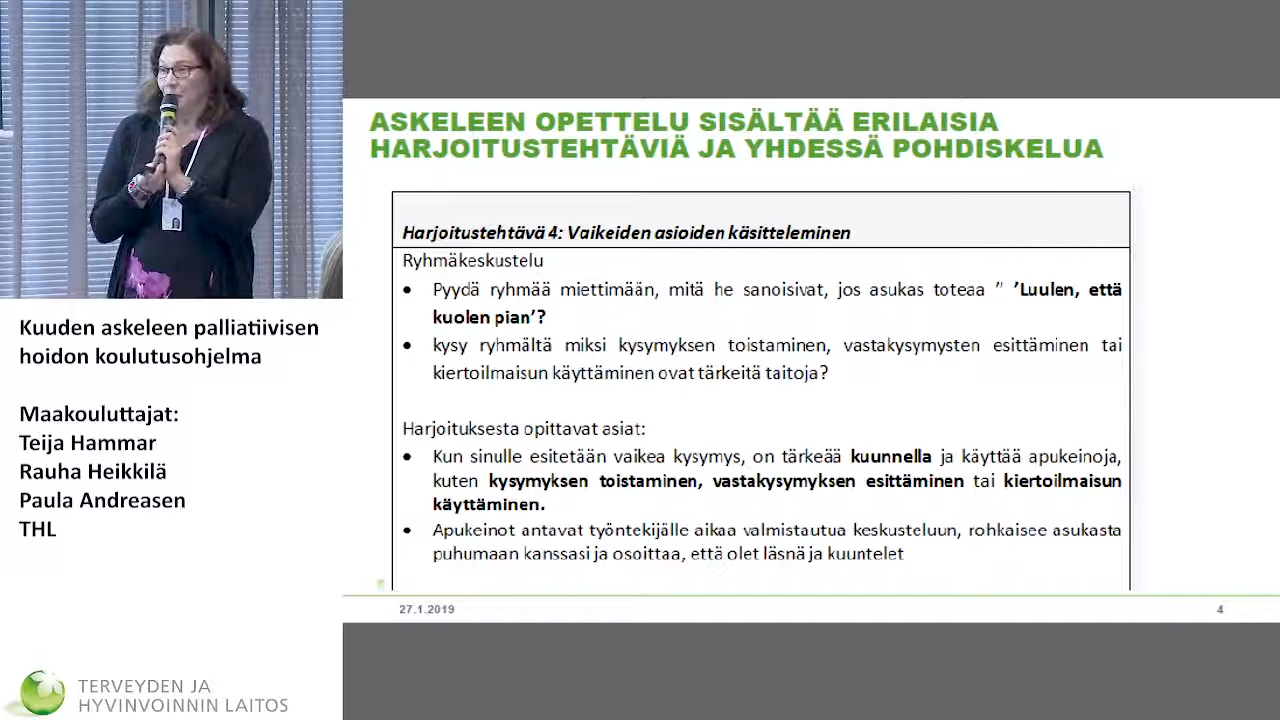 ASKELEEN OPETTELU SISÄLTÄÄ ERILAISIA
HARJOITUSTEHTÄVIÄ JA YHDESSÄ POHDISKELUA
Harjoitustehtävä 4: Vaikeiden asioiden käsitteleminen
Ryhmäkeskustelu
• Pyydä ryhmää miettimään, mitä he sanoisivat, jos asukas toteaa " 'Luulen, että
kuolen pian'?
• kysy ryhmältä miksi kysymyksen toistaminen, vastakysymysten esittäminen tai
kiertoilmaisun käyttäminen ovat tärkeitä taitoja?
Harjoituksesta opittavat asiat:
• Kun sinulle esitetään vaikea kysymys, on tärkeää kuunnella ja käyttää apukeinoja,
kuten kysymyksen toistaminen, vastakysymyksen esittäminen tai kiertoilmaisun
käyttäminen.
• Apukeinot antavat työntekijälle aikaa valmistautua keskusteluun, rohkaisee asukasta
puhumaan kanssasi ja osoittaa, että olet läsnä ja kuuntelet
27.1.2019
4
Kuuden askeleen palliatiivisen
hoidon koulutusohjelma
Maakouluttajat:
Teija Hammar
Rauha Heikkilä
Paula Andreasen
THL
TERVEYDEN JA
HYVINVOINNIN LAITOS